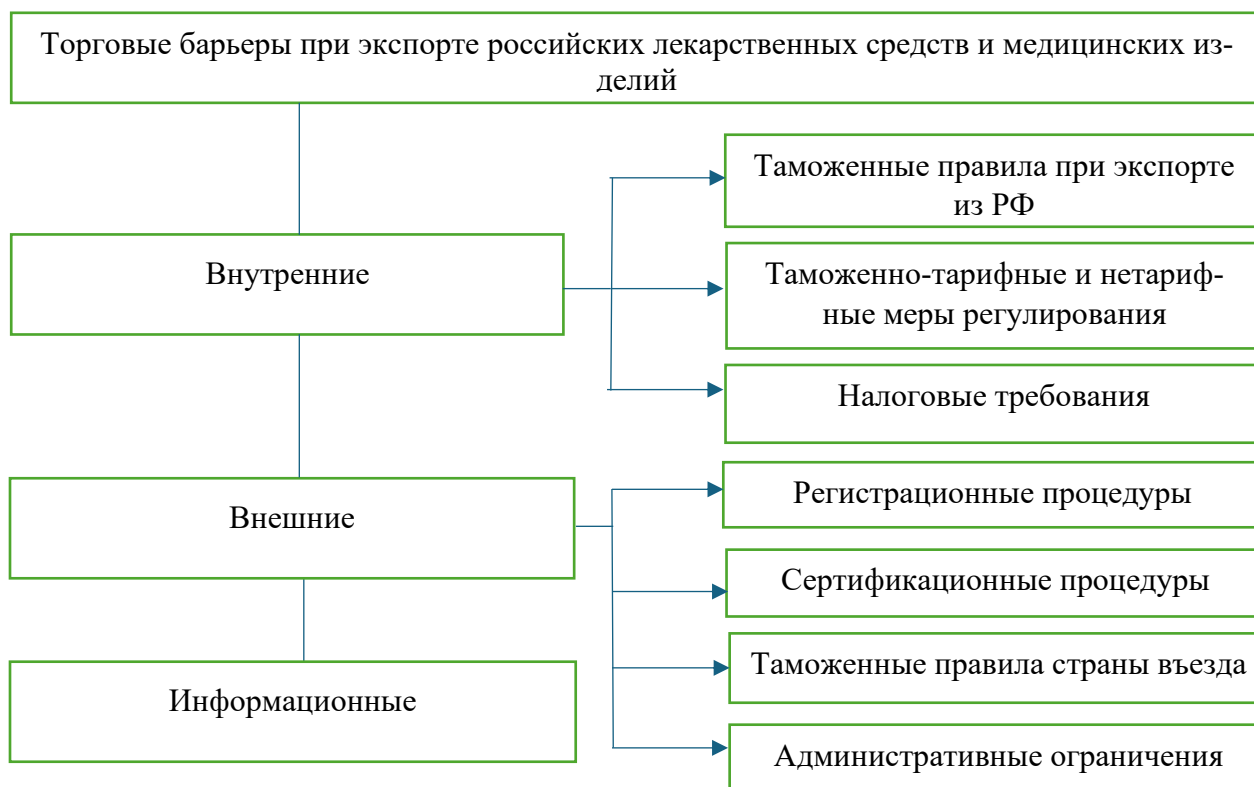 Торговые барьеры при экспорте российских лекарственных средств и медицинских из-
делий
Внутренние
Таможенные правила при экспорте
из РФ
Таможенно-тарифные и нетариф-
ные меры регулирования
Налоговые требования
Внешние
Регистрационные процедуры
Сертификационные процедуры
Таможенные правила страны въезда
Административные ограничения
Информационные